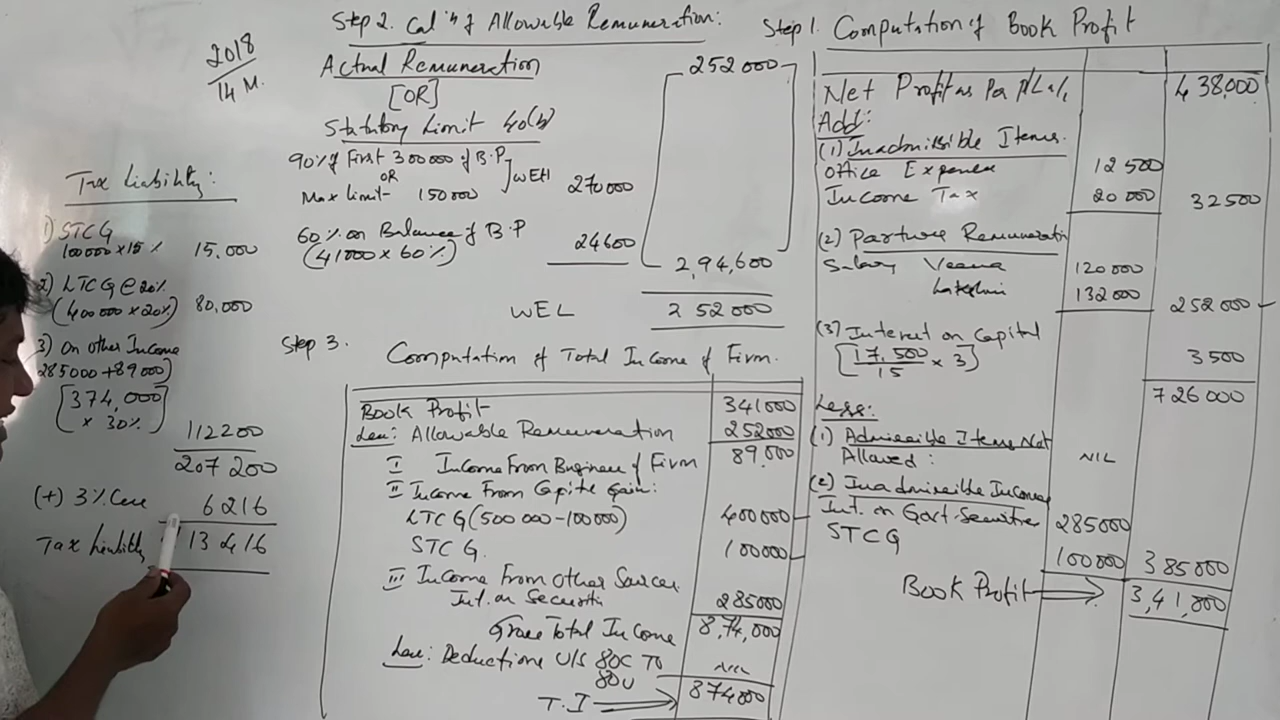 2018
14 M.
Step 1. Computation of Book Profit
Net Profit as Per P/L a/c 438,000
Add:
(1) Inadmissible Items.
Office Expenses 12500
Income Tax 20000 32500
(2) Partners Remuneration
Salary Veena 120000
Lakshmi 132000 252000
(3) Interest on Capital
[17,500/15 x 3] 3500
726000
Less:
(1) Admissible Items Not
Allowed: NIL
(2) Inadmissible Incomes
Int. on Govt Securities 285000
STCG 100000 385000
Book Profit 3,41,000
Step 2. Caln of Allowable Remuneration:
Actual Remuneration 252000
[OR]
Statutory Limit 40(b)
90% of First 300000 of B.P
OR
Max Limit 150000 WEH 270000
60% on Balance of B.P
(41000 x 60%) 24600
2,94,600
WEL 252000
Step 3.
Computation of Total Income of Firm.
Book Profit 341000
Less: Allowable Remuneration 252000
I Income From Business of Firm 89,000
II Income From Capital Gain:
LTCG (500000-100000) 400000
STCG. 100000
III Income From Other Sources
Int. on Securities 285000
Gross Total Income 8,74,000
Less: Deductions U/S 80C TO
80U NIL
T.I 874000
Tax Liability:
1) STCG
100000 x 15% 15,000
2) LTCG @ 20%
(400000 x 20%) 80,000
3) On other Income
285000 + 89000)
[374,000
x 30%] 112200
207200
(+) 3% Cess 6216
Tax liability 13416